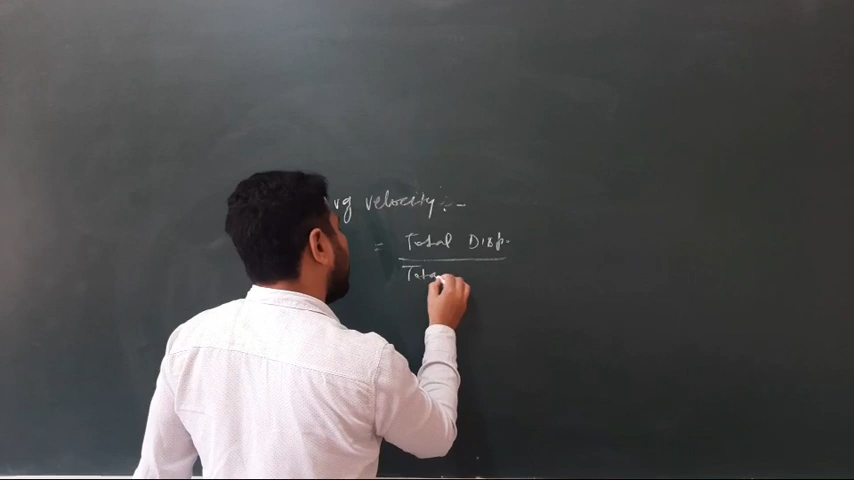 vg velocity :-
= Total Disp.
Tota